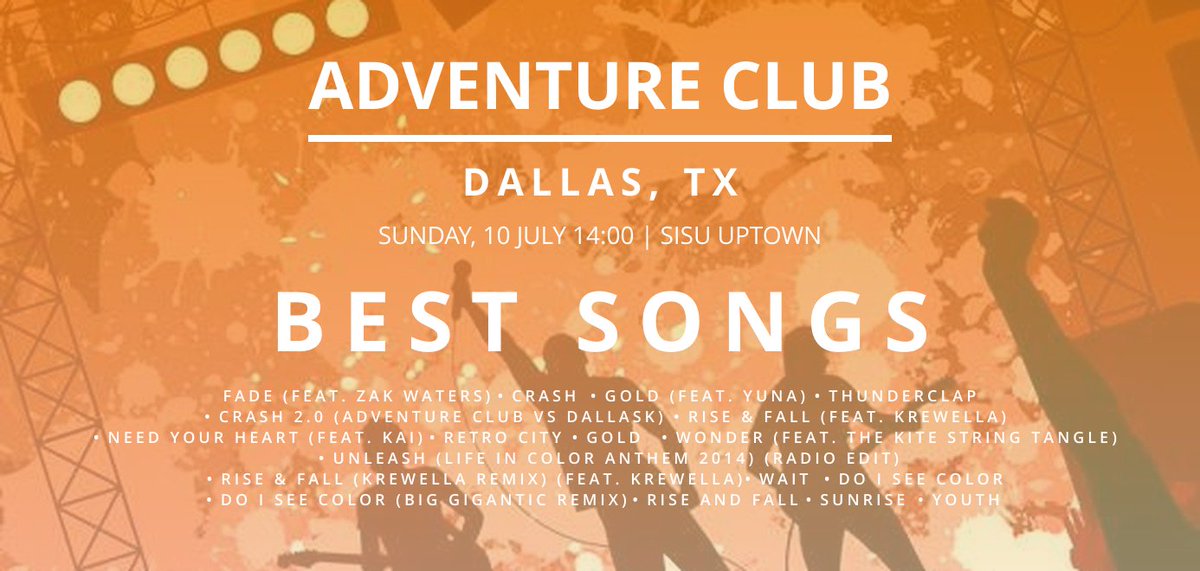 ADVENTURE CLUB
DALLAS, TX
SUNDAY, 10 JULY 14:00 | SISU UPTOWN
BEST SONGS
FADE (FEAT. ZAK WATERS) • CRASH • GOLD (FEAT. YUNA) • THUNDERCLAP
• CRASH 2.0 (ADVENTURE CLUB VS DALLASK) • RISE & FALL (FEAT. KREWELLA)
• NEED YOUR HEART (FEAT. KAI) • RETRO CITY • GOLD • WONDER (FEAT. THE KITE STRING TANGLE)
• UNLEASH (LIFE IN COLOR ANTHEM 2014) (RADIO EDIT)
• RISE & FALL (KREWELLA REMIX) (FEAT. KREWELLA) • WAIT • DO I SEE COLOR
• DO I SEE COLOR (BIG GIGANTIC REMIX) • RISE AND FALL • SUNRISE • YOUTH